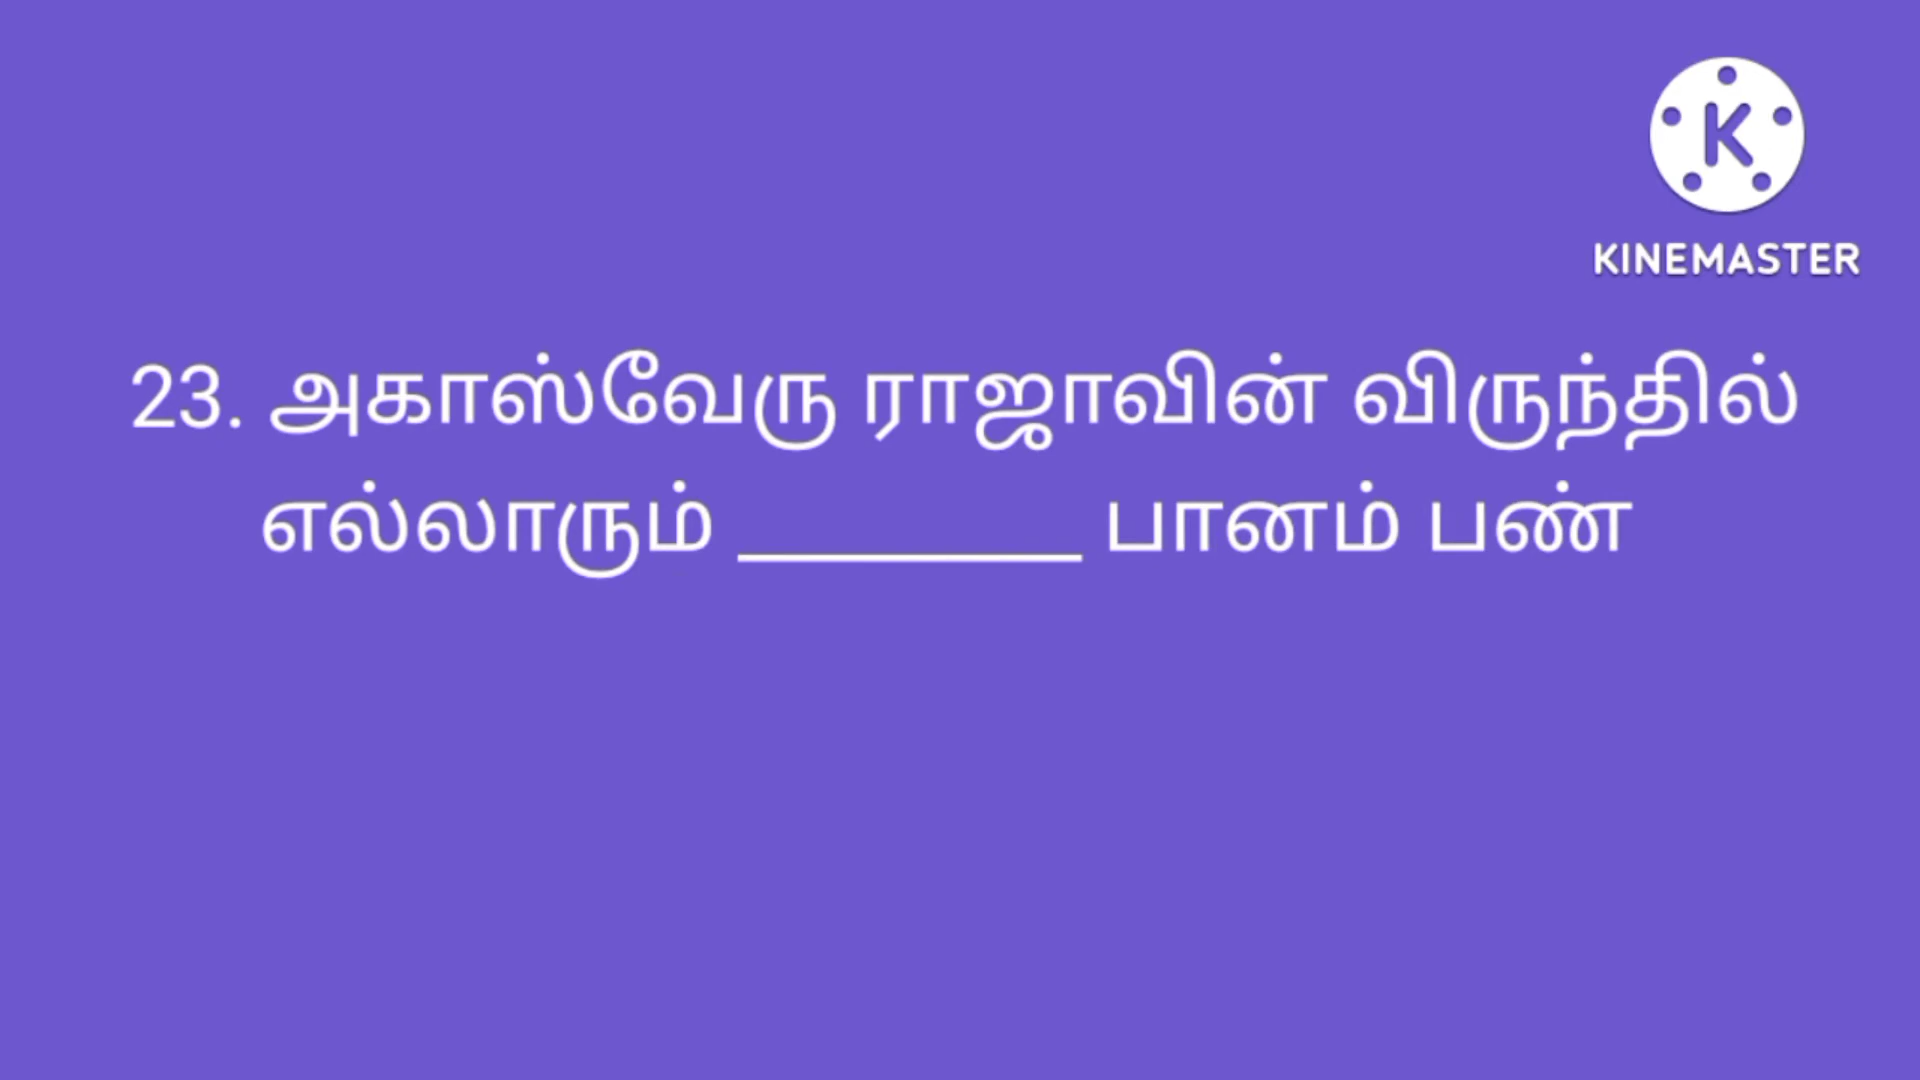 KINEMASTER
23. அகாஸ்வேரு ராஜாவின் விருந்தில்
எல்லாரும் ________ பானம் பண்